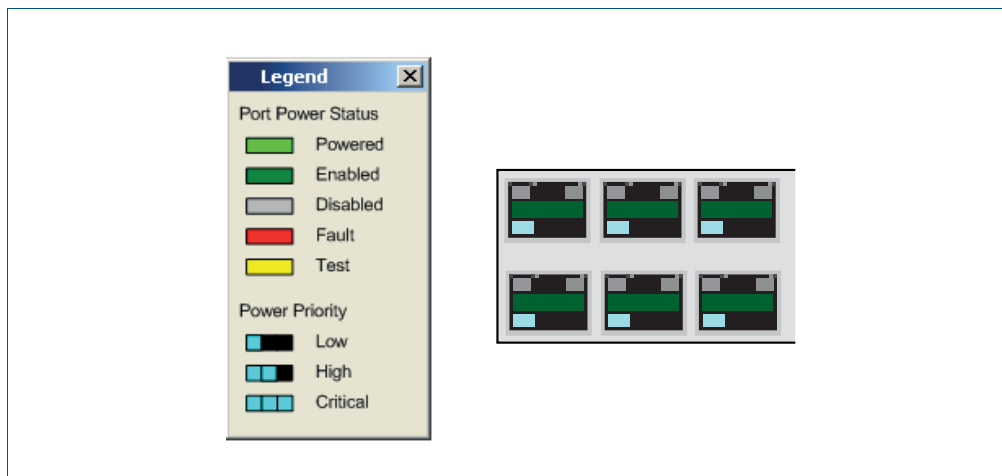 Legend
Port Power Status
Powered
Enabled
Disabled
Fault
Test
Power Priority
Low
High
Critical